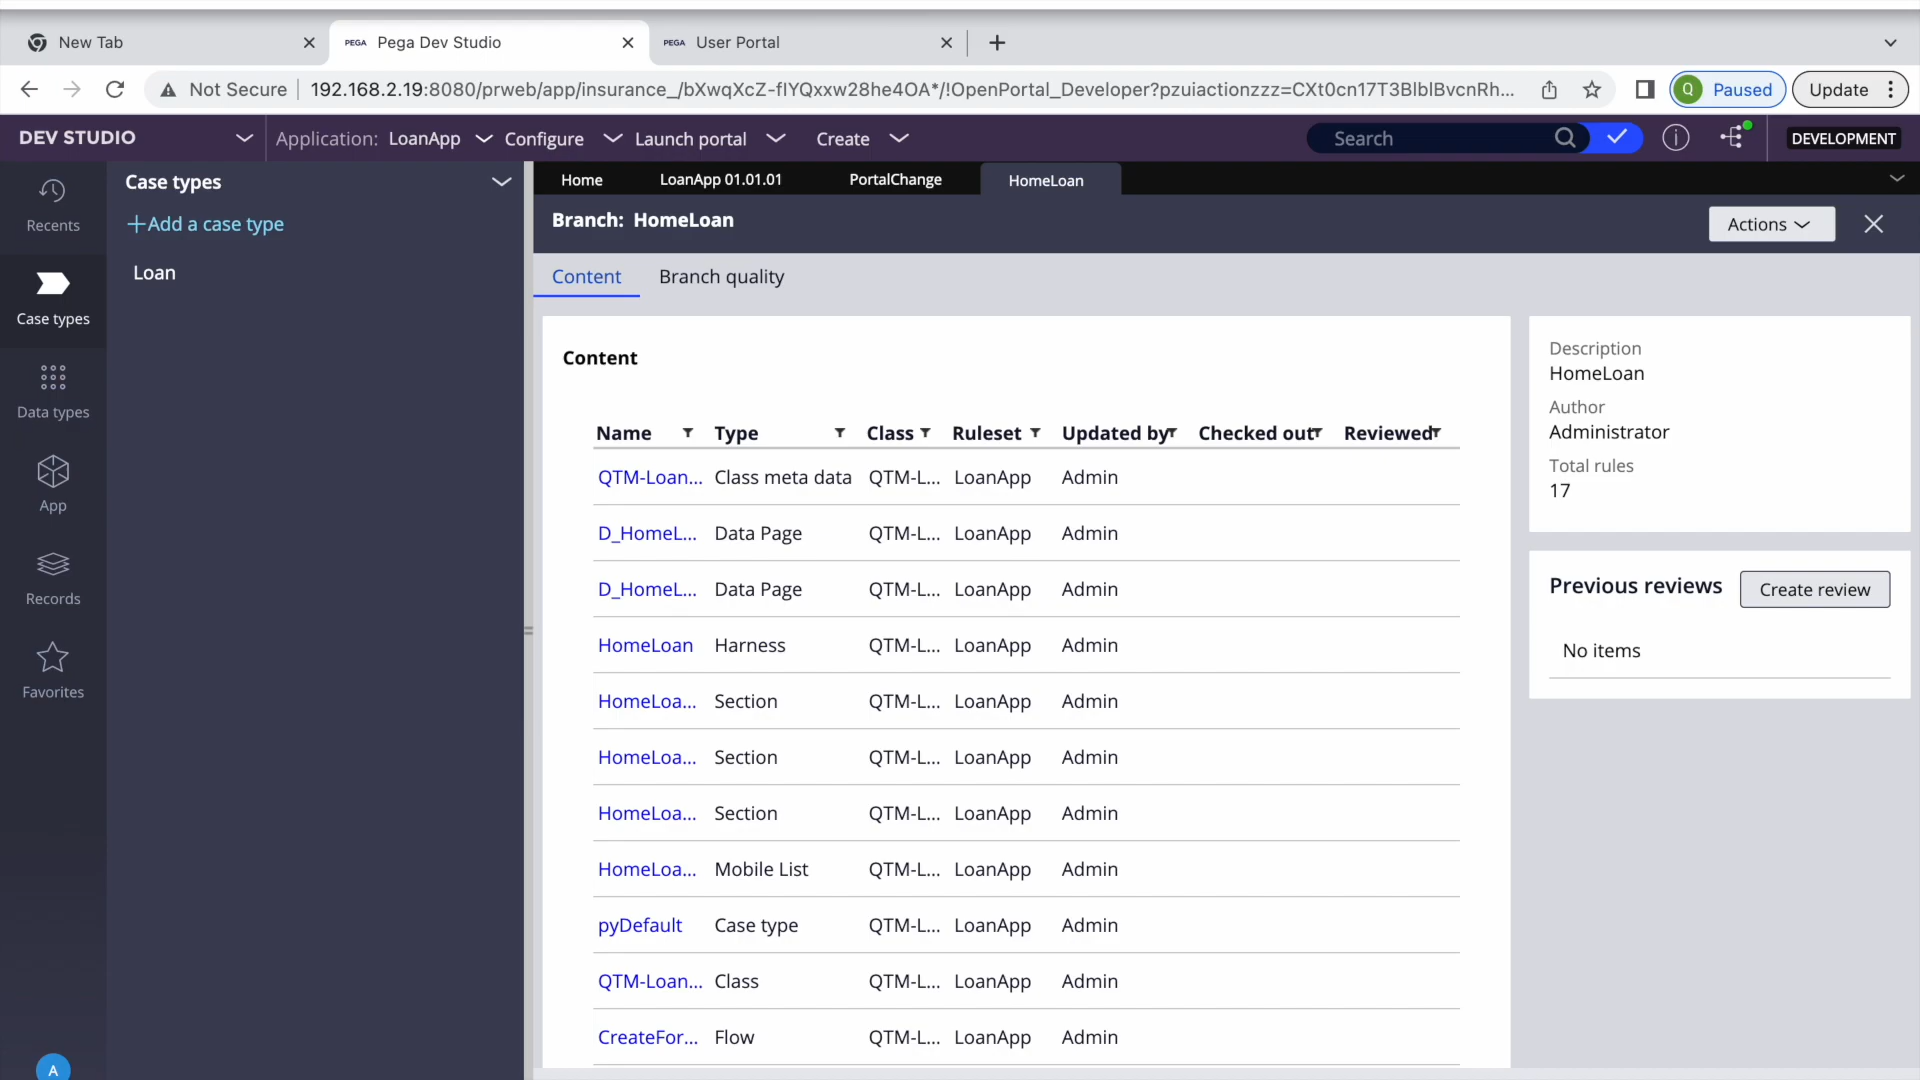 New Tab
PEGA Pega Dev Studio
PEGA User Portal
Not Secure 192.168.2.19:8080/prweb/app/insurance_/bXwqXcZ-fIYQxxw28he4OA*/!OpenPortal_Developer?pzuiactionzzz=CXt0cn17T3BlblBvcnRh...
Q Paused
Update
DEV STUDIO
Application: LoanApp
Configure
Launch portal
Create
Search
DEVELOPMENT
Recents
Case types
Data types
App
Records
Favorites
A
Case types
+Add a case type
Loan
Home
LoanApp 01.01.01
PortalChange
HomeLoan
Branch: HomeLoan
Actions
Content
Branch quality
Content
Name Type Class Ruleset Updated by Checked out Reviewed
QTM-Loan... Class meta data QTM-L... LoanApp Admin
D_HomeL... Data Page QTM-L... LoanApp Admin
D_HomeL... Data Page QTM-L... LoanApp Admin
HomeLoan Harness QTM-L... LoanApp Admin
HomeLoa... Section QTM-L... LoanApp Admin
HomeLoa... Section QTM-L... LoanApp Admin
HomeLoa... Section QTM-L... LoanApp Admin
HomeLoa... Mobile List QTM-L... LoanApp Admin
pyDefault Case type QTM-L... LoanApp Admin
QTM-Loan... Class QTM-L... LoanApp Admin
CreateFor... Flow QTM-L... LoanApp Admin
Description
HomeLoan
Author
Administrator
Total rules
17
Previous reviews
Create review
No items